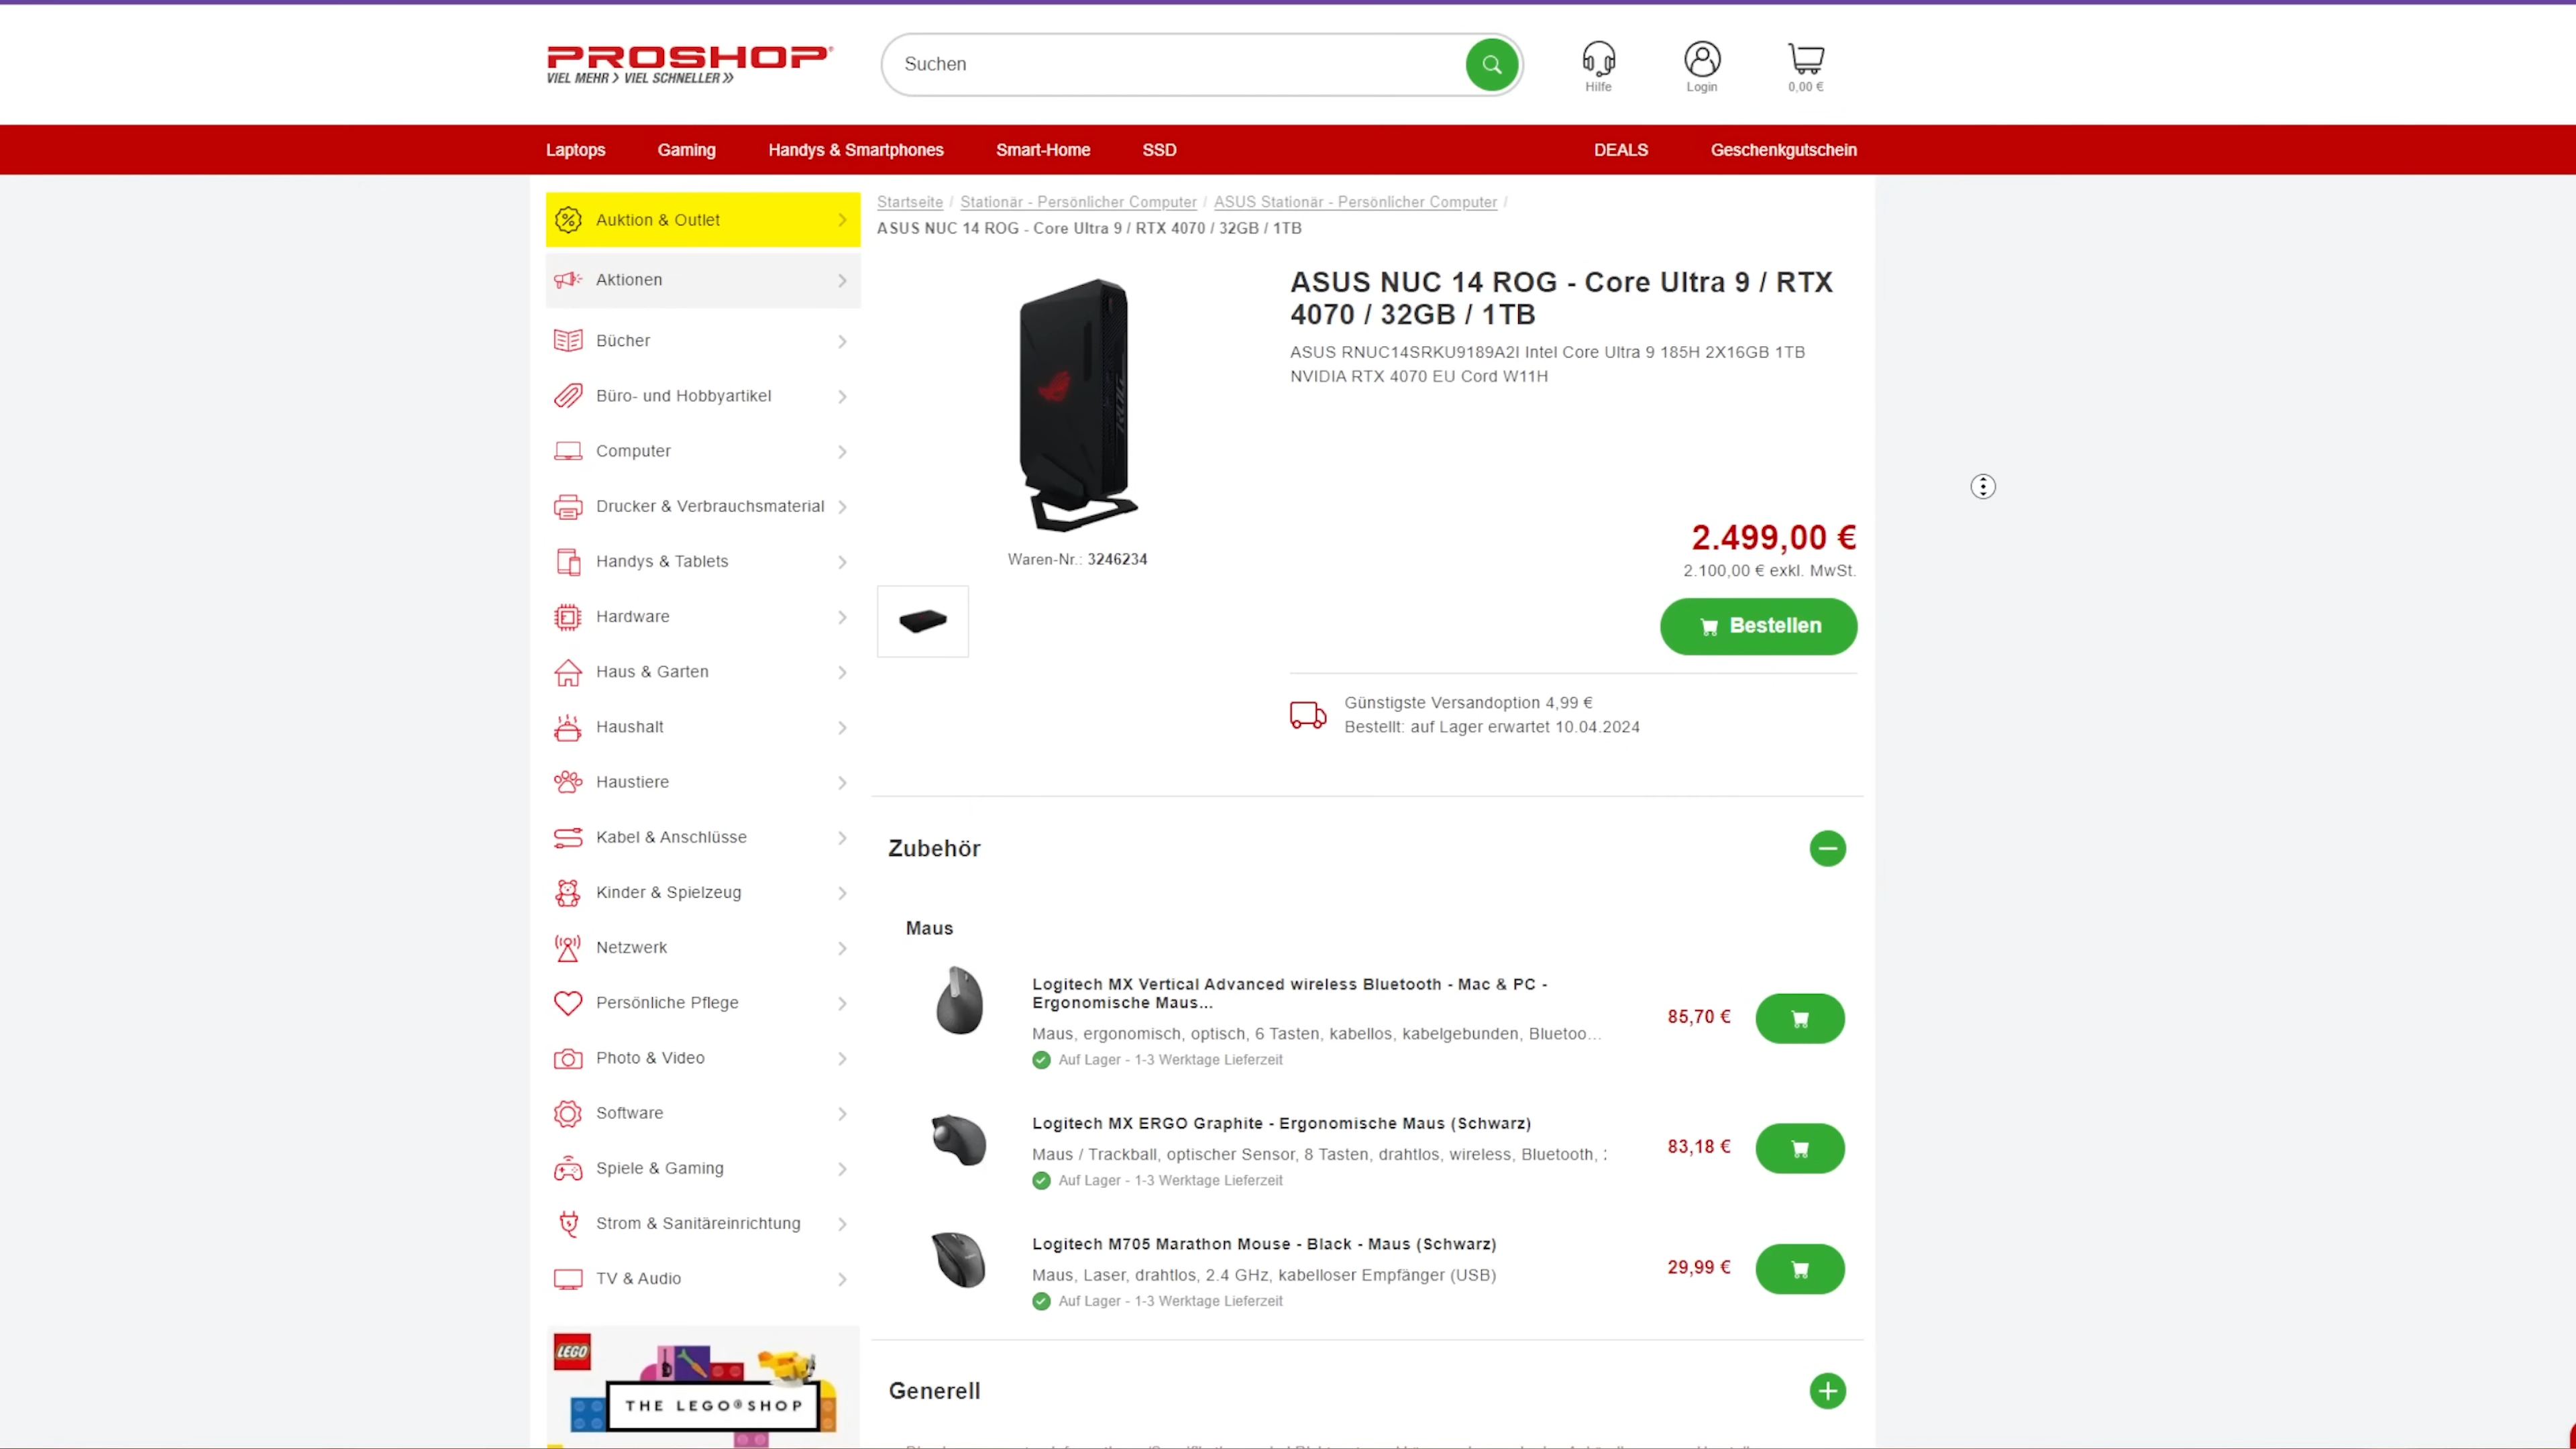 PROSHOP
VIEL MEHR > VIEL SCHNELLER >>
Suchen
Hilfe
Login
0,00 €
Laptops
Gaming
Handys & Smartphones
Smart-Home
SSD
DEALS
Geschenkgutschein
Auktion & Outlet
Aktionen
Bücher
Büro- und Hobbyartikel
Computer
Drucker & Verbrauchsmaterial
Handys & Tablets
Hardware
Haus & Garten
Haushalt
Haustiere
Kabel & Anschlüsse
Kinder & Spielzeug
Netzwerk
Persönliche Pflege
Photo & Video
Software
Spiele & Gaming
Strom & Sanitäreinrichtung
TV & Audio
LEGO
THE LEGO® SHOP
Startseite / Stationär - Persönlicher Computer / ASUS Stationär - Persönlicher Computer /
ASUS NUC 14 ROG - Core Ultra 9 / RTX 4070 / 32GB / 1TB
Waren-Nr.: 3246234
ASUS NUC 14 ROG - Core Ultra 9 / RTX
4070 / 32GB / 1TB
ASUS RNUC14SRKU9189A2I Intel Core Ultra 9 185H 2X16GB 1TB
NVIDIA RTX 4070 EU Cord W11H
2.499,00 €
2.100,00 € exkl. MwSt.
Bestellen
Günstigste Versandoption 4,99 €
Bestellt: auf Lager erwartet 10.04.2024
Zubehör
Maus
Logitech MX Vertical Advanced wireless Bluetooth - Mac & PC -
Ergonomische Maus...
Maus, ergonomisch, optisch, 6 Tasten, kabellos, kabelgebunden, Bluetoo...
Auf Lager - 1-3 Werktage Lieferzeit
85,70 €
Logitech MX ERGO Graphite - Ergonomische Maus (Schwarz)
Maus / Trackball, optischer Sensor, 8 Tasten, drahtlos, wireless, Bluetooth,
Auf Lager - 1-3 Werktage Lieferzeit
83,18 €
Logitech M705 Marathon Mouse - Black - Maus (Schwarz)
Maus, Laser, drahtlos, 2.4 GHz, kabelloser Empfänger (USB)
Auf Lager - 1-3 Werktage Lieferzeit
29,99 €
Generell